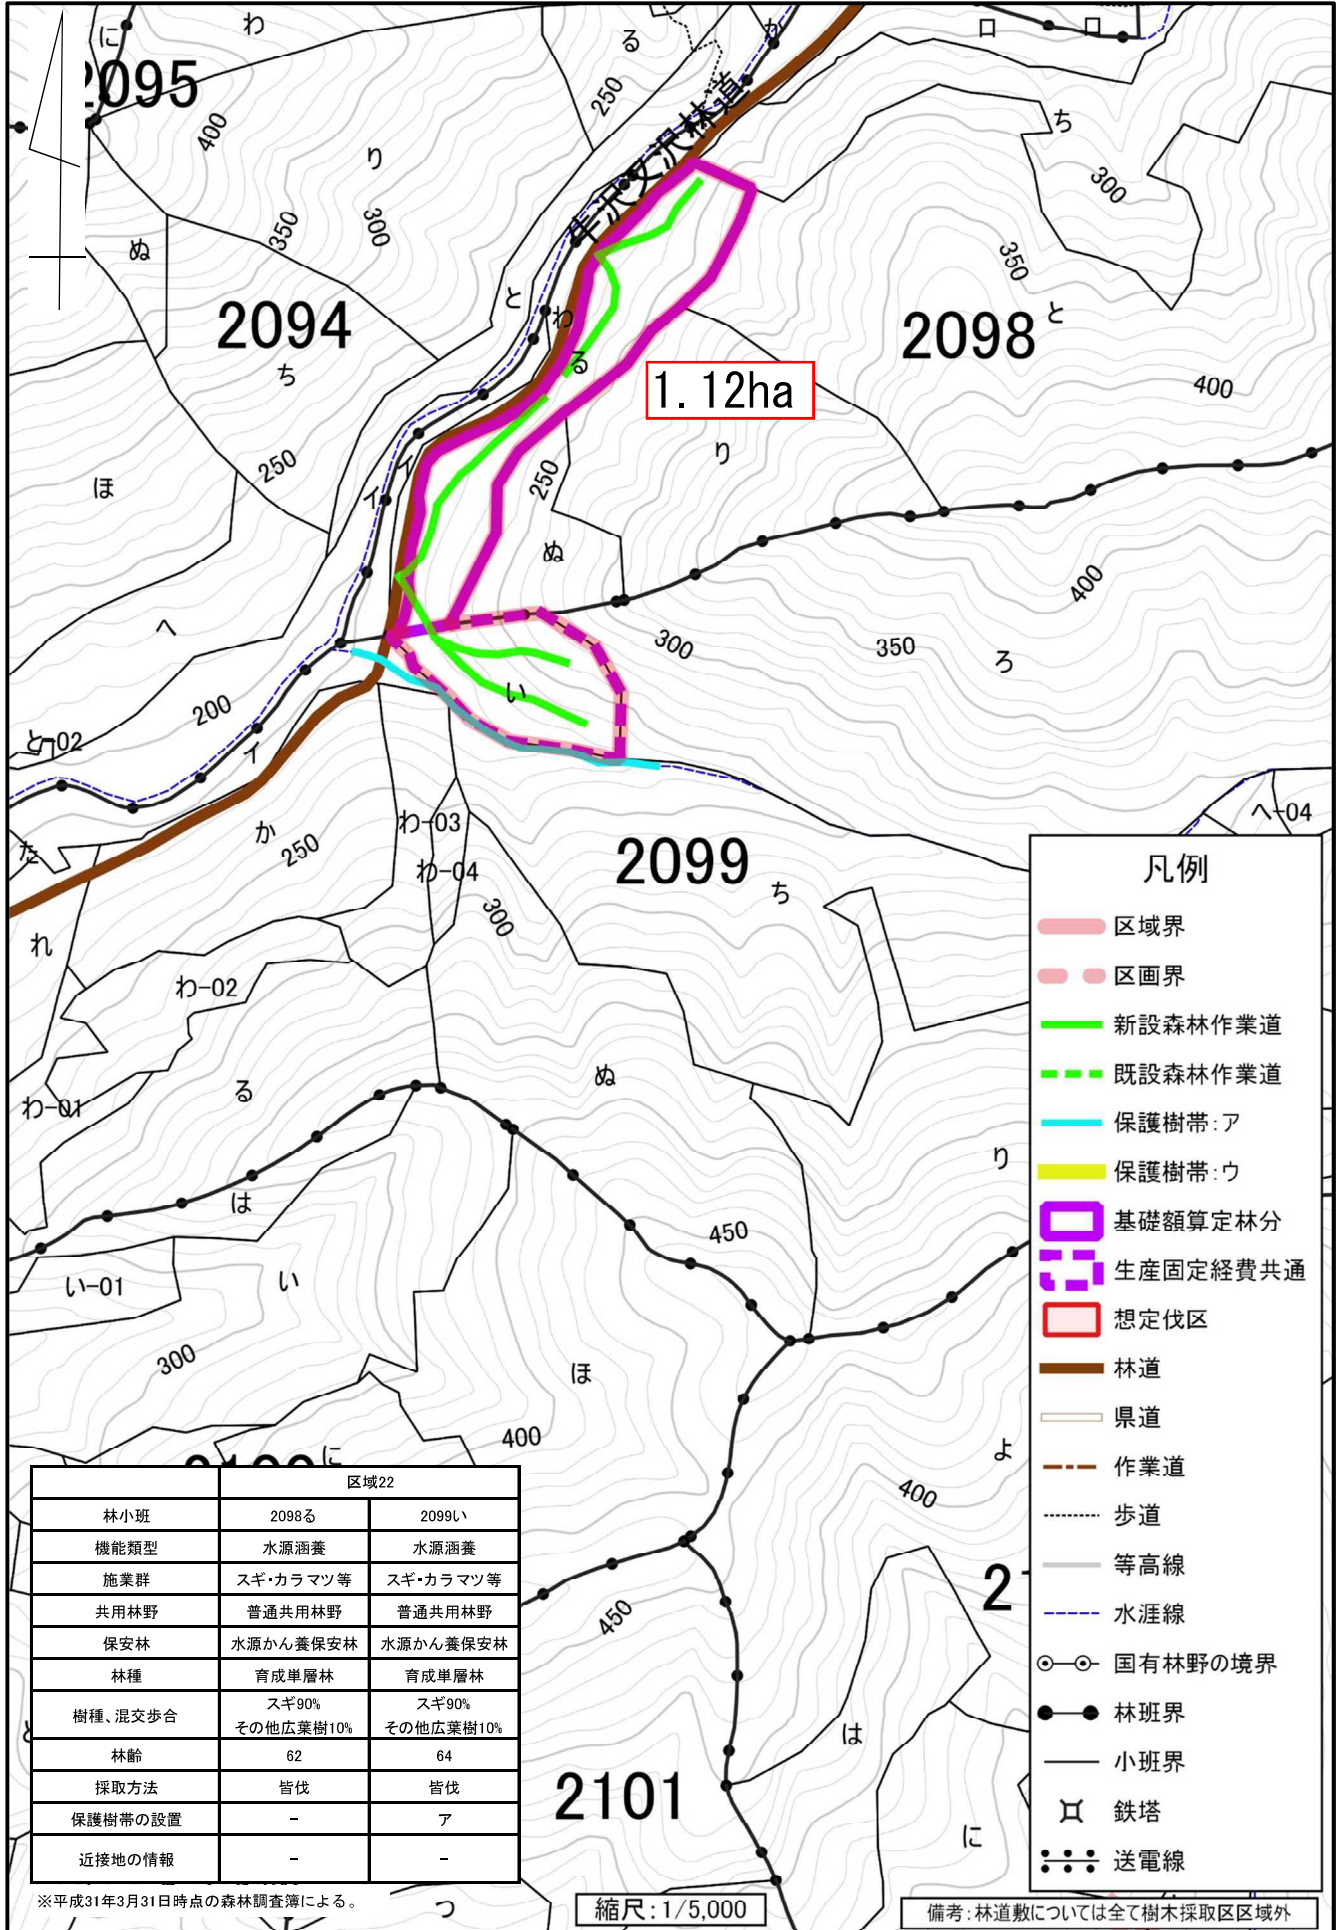 に
わ
る
か
ロ
ロ
2095
250
ち
400
り
300
半沢丈沢林道
350
300
ぬ
350
と
と
2094
わ
2098
る
ち
1.12ha
400
り
250
250
ほ
イ
イ
ぬ
400
へ
300
350
ろ
200
い
と-02
イ
へ-04
か
250
わ-03
た
2099
わ-04
ち
300
れ
わ-02
る
ぬ
わ-01
り
は
450
い-01
い
300
ほ
400
に
よ
400
450
は
2101
に
つ
凡例
区域界
区画界
新設森林作業道
既設森林作業道
保護樹帯:ア
保護樹帯:ウ
基礎額算定林分
生産固定経費共通
想定伐区
林道
県道
作業道
歩道
等高線
水涯線
国有林野の境界
林班界
小班界
鉄塔
送電線
区域22
林小班 2098る 2099い
機能類型 水源涵養 水源涵養
施業群 スギ・カラマツ等 スギ・カラマツ等
共用林野 普通共用林野 普通共用林野
保安林 水源かん養保安林 水源かん養保安林
林種 育成単層林 育成単層林
樹種、混交歩合 スギ90% その他広葉樹10% スギ90% その他広葉樹10%
林齢 62 64
採取方法 皆伐 皆伐
保護樹帯の設置 - ア
近接地の情報 - -
※平成31年3月31日時点の森林調査簿による。
縮尺:1/5,000
備考:林道敷については全て樹木採取区区域外